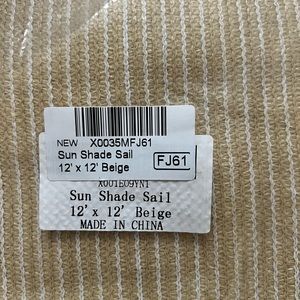 NEW X0035MFJ61
Sun Shade Sail
12' x 12' Beige
FJ61
X001E09YN1
Sun Shade Sail
12'x 12' Beige
MADE IN CHINA